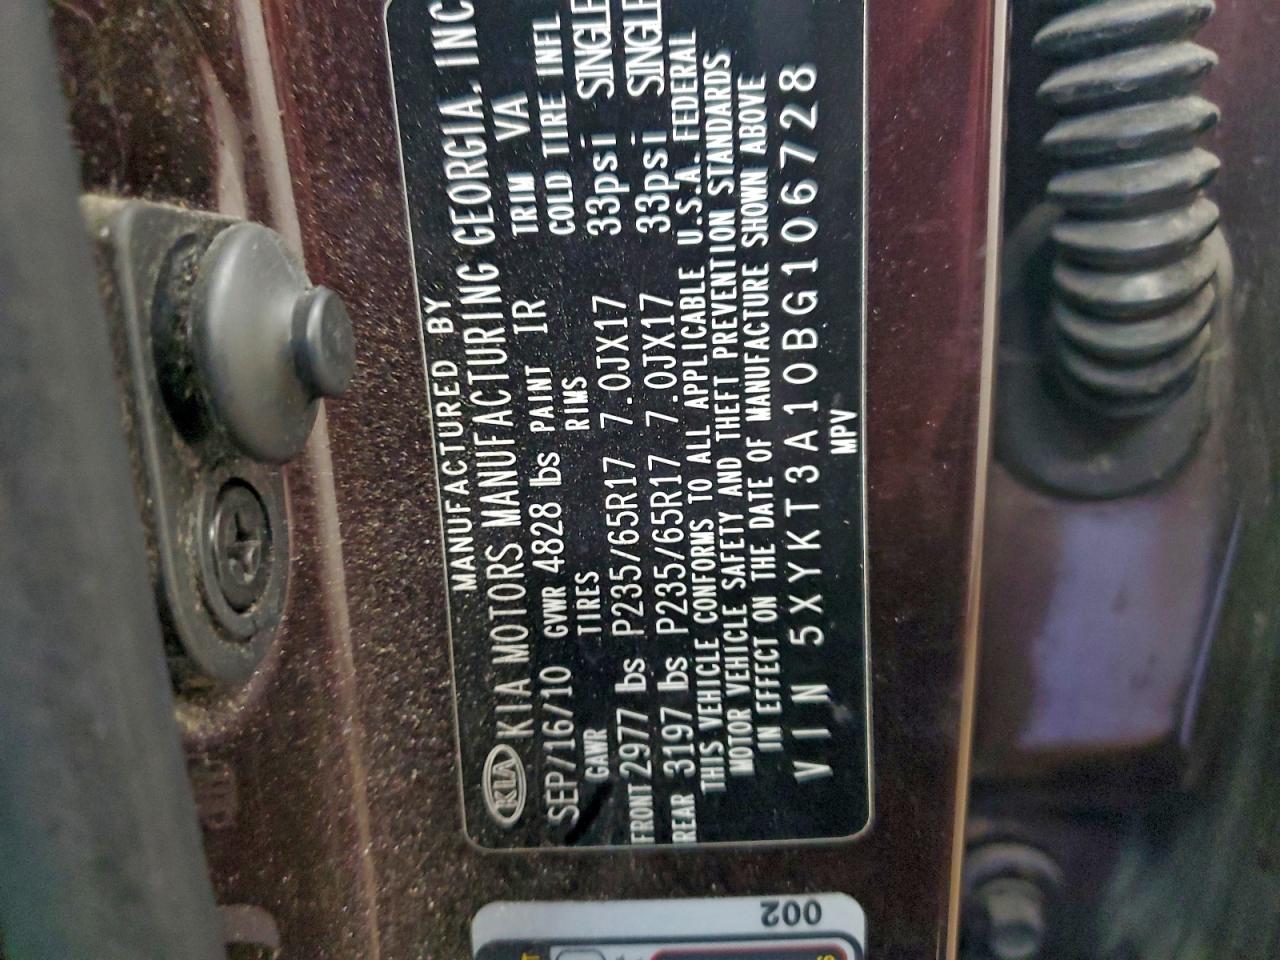 MANUFACTURED BY
KIA KIA MOTORS MANUFACTURING GEORGIA, INC
SEP/16/10 GVWR 4828 lbs PAINT IR TRIM VA
GAWR TIRES RIMS COLD TIRE INFL
FRONT 2977 lbs P235/65R17 7.0JX17 33psi SINGLE
REAR 3197 lbs P235/65R17 7.0JX17 33psi SINGLE
THIS VEHICLE CONFORMS TO ALL APPLICABLE U.S.A. FEDERAL
MOTOR VEHICLE SAFETY AND THEFT PREVENTION STANDARDS
IN EFFECT ON THE DATE OF MANUFACTURE SHOWN ABOVE
VIN 5XYKT3A10BG106728
MPV
002